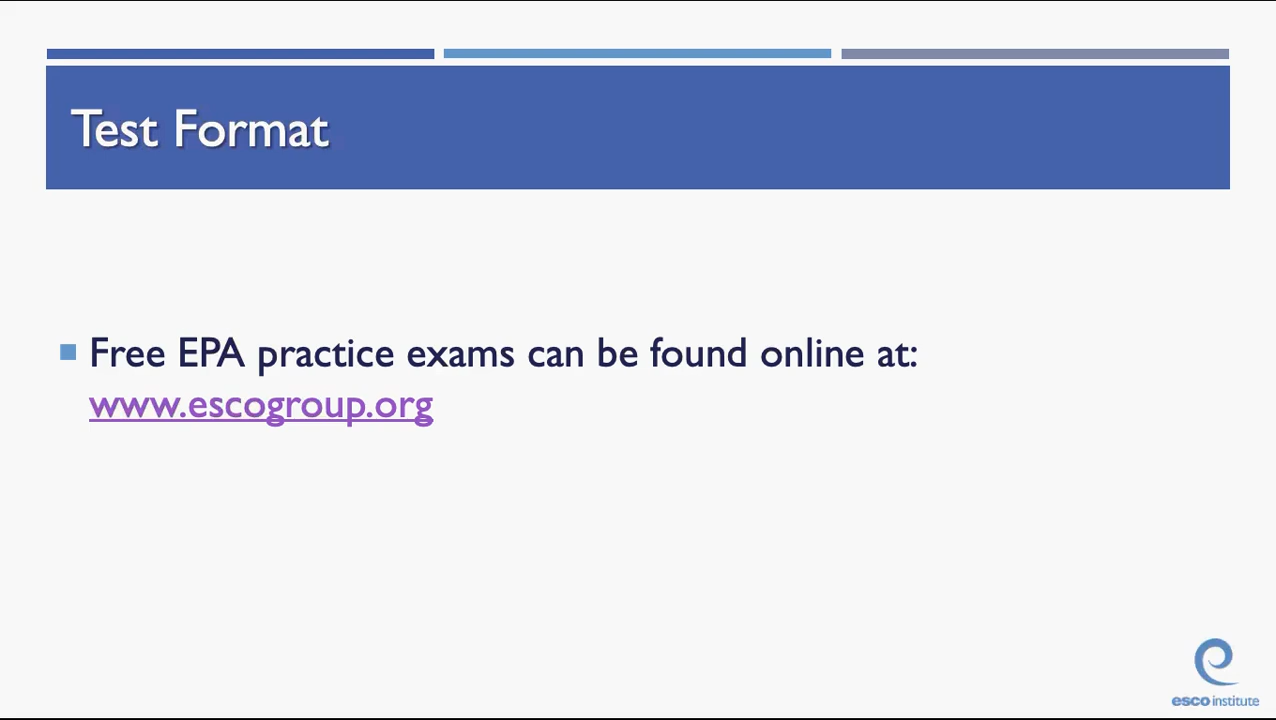 Test Format
Free EPA practice exams can be found online at:
www.escogroup.org
esco institute